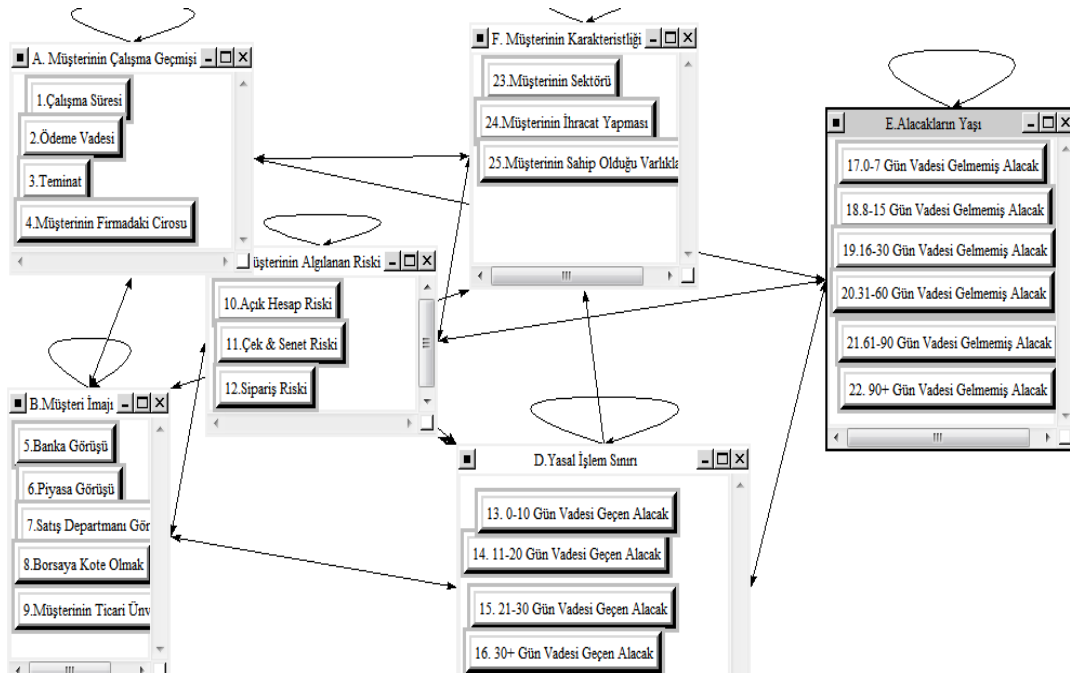 A. Müşterinin Çalışma Geçmişi
1.Çalışma Süresi
2.Ödeme Vadesi
3.Teminat
4.Müşterinin Firmadaki Cirosu
F. Müşterinin Karakteristliği
23.Müşterinin Sektörü
24.Müşterinin İhracat Yapması
25.Müşterinin Sahip Olduğu Varlıkla
E.Alacakların Yaşı
17.0-7 Gün Vadesi Gelmemiş Alacak
18.8-15 Gün Vadesi Gelmemiş Alacak
19.16-30 Gün Vadesi Gelmemiş Alacak
20.31-60 Gün Vadesi Gelmemiş Alacak
21.61-90 Gün Vadesi Gelmemiş Alacak
22. 90+ Gün Vadesi Gelmemiş Alacak
üşterinin Algılanan Riski
10.Açık Hesap Riski
11.Çek & Senet Riski
12.Sipariş Riski
B.Müşteri İmajı
5.Banka Görüşü
6.Piyasa Görüşü
7.Satış Departmanı Gör
8.Borsaya Kote Olmak
9.Müşterinin Ticari Ünv
D.Yasal İşlem Sınırı
13. 0-10 Gün Vadesi Geçen Alacak
14. 11-20 Gün Vadesi Geçen Alacak
15. 21-30 Gün Vadesi Geçen Alacak
16. 30+ Gün Vadesi Geçen Alacak